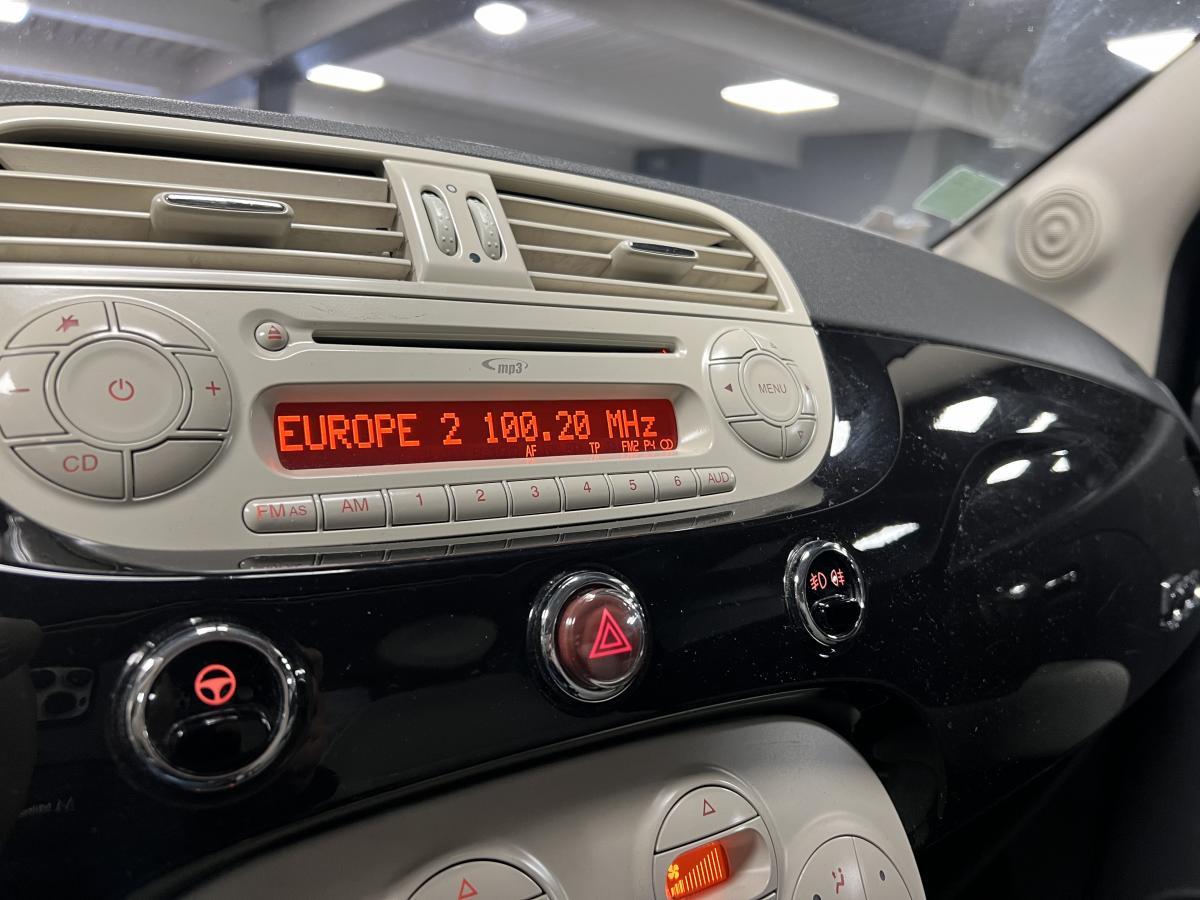 mp3
MENU
EUROPE 2 100.20 MHz
AF TP FM2 P4 CD
CD
FM AS AM 1 2 3 4 5 6 AUD